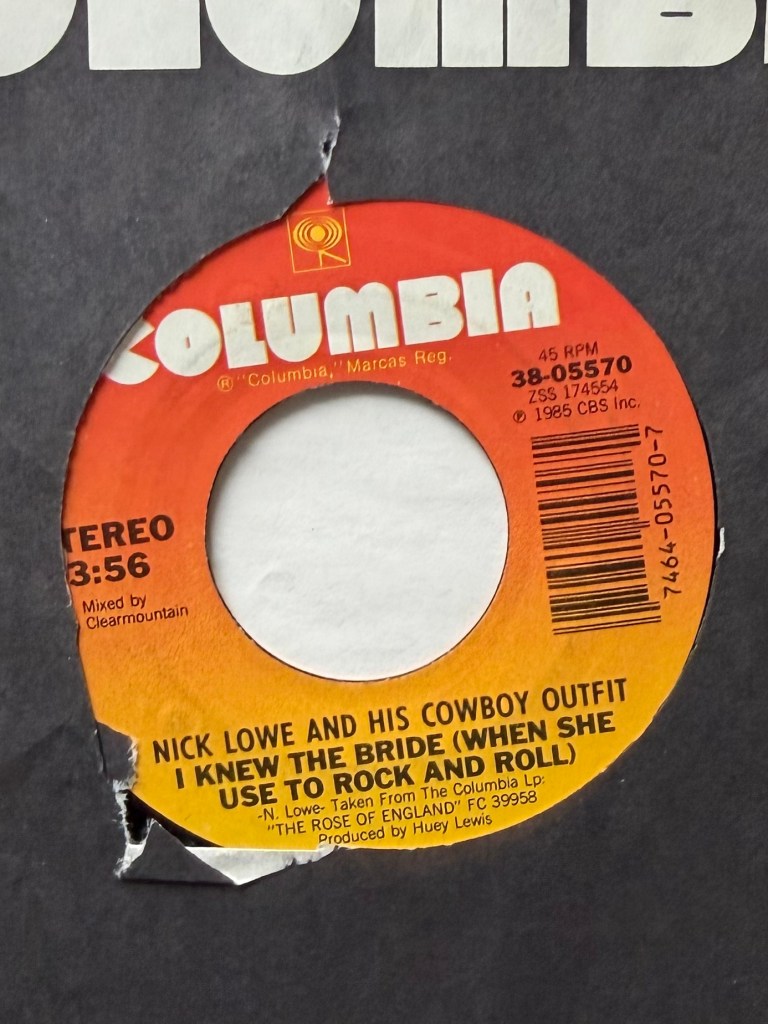 OLUMB
COLUMBIA
® "Columbia," Marcas Reg.
45 RPM
38-05570
ZSS 174554
℗ 1985 CBS Inc.
7464-05570-7
TEREO
3:56
Mixed by
Clearmountain
NICK LOWE AND HIS COWBOY OUTFIT
I KNEW THE BRIDE (WHEN SHE
USE TO ROCK AND ROLL)
-N. Lowe- Taken From The Columbia Lp:
"THE ROSE OF ENGLAND" FC 39958
Produced by Huey Lewis